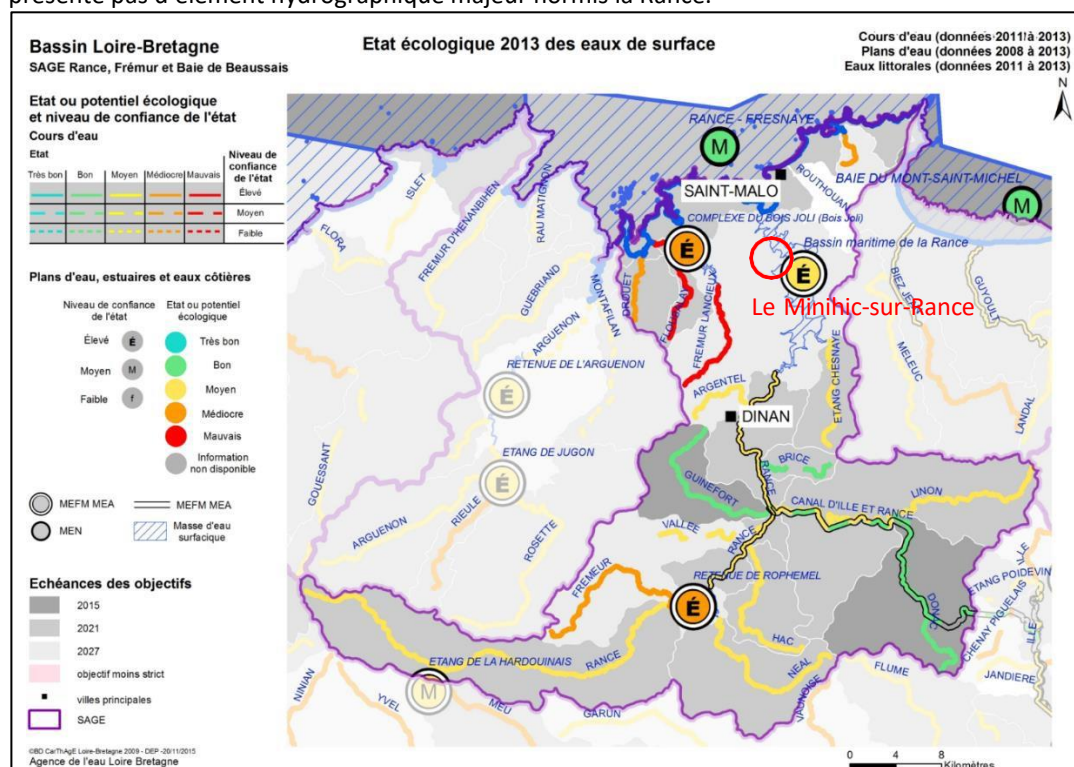 présente pas d'élément hydrographique majeur hormis la Rance.
Bassin Loire-Bretagne
SAGE Rance, Frémur et Baie de Beaussais
Etat écologique 2013 des eaux de surface
Cours d'eau (données 2011 à 2013)
Plans d'eau (données 2008 à 2013)
Eaux littorales (données 2011 à 2013)
N
Etat ou potentiel écologique
et niveau de confiance de l'état
Cours d'eau
Etat
Niveau de
confiance
de l'état
Très bon Bon Moyen Médiocre Mauvais
Élevé
Moyen
Faible
Plans d'eau, estuaires et eaux côtières
Niveau de confiance
de l'état
Etat ou potentiel
écologique
Élevé É
Moyen M
Faible f
Très bon
Bon
Moyen
Médiocre
Mauvais
Information
non disponible
MEFM MEA
MEFM MEA
MEN
Masse d'eau
surfacique
Echéances des objectifs
2015
2021
2027
objectif moins strict
villes principales
SAGE
©BD CarThAgE Loire-Bretagne 2009 - DEP -20/11/2015
Agence de l'eau Loire Bretagne
RANCE - FRESNAYE
M
SAINT-MALO
ROUTHOUAN
BAIE DU MONT-SAINT-MICHEL
M
COMPLEXE DU BOIS JOLI (Bois Joli)
É
Bassin maritime de la Rance
É
Le Minihic-sur-Rance
ISLET
FLORA
FREMUR D'HENANBIHEN
RAU MATIGNON
GUEBRIAND
MONTAFILAN
DROUET
FLOUBALAY
FREMUR LANCIEUX
BIEZ JEAN
GUYOULT
MELEUC
LANDAL
ARGUENON
RETENUE DE L'ARGUENON
É
ARGENTEL
ETANG CHESNAYE
DINAN
ETANG DE JUGON
É
GOUESSANT
ARGUENON
RIEULE
ROSETTE
GUINEFORT
RANCE
BRICE
LINON
CANAL D'ILLE ET RANCE
VALLEE
RANCE
FREMEUR
RETENUE DE ROPHEMEL
É
DONAC
ETANG POIDEVIN
CHENAY PIGUELAIS
ILLE
HAC
NEAL
ETANG DE LA HARDOUINAIS
RANCE
M
NINIAN
YVEL
MEU
GARUN
VAUNOISE
FLUME
JANDIERE
0 4 8
Kilomètres